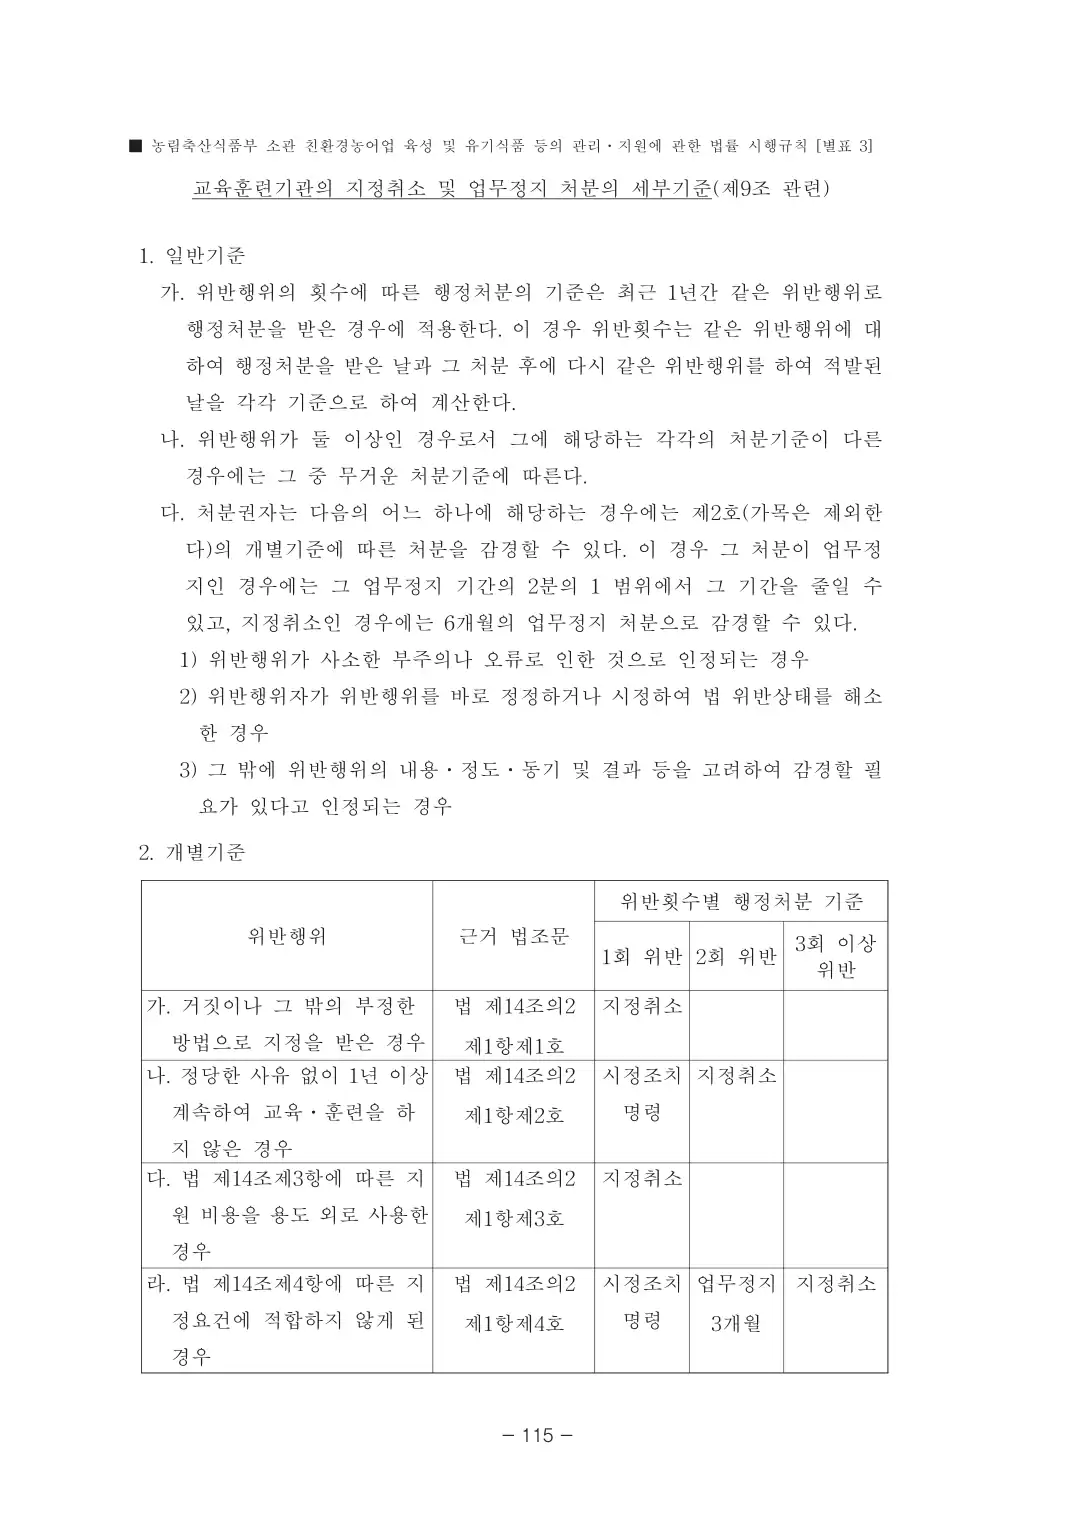 ■ 농림축산식품부 소관 친환경농어업 육성 및 유기식품 등의 관리·지원에 관한 법률 시행규칙 [별표 3]
교육훈련기관의 지정취소 및 업무정지 처분의 세부기준(제9조 관련)
1. 일반기준
가. 위반행위의 횟수에 따른 행정처분의 기준은 최근 1년간 같은 위반행위로
행정처분을 받은 경우에 적용한다. 이 경우 위반횟수는 같은 위반행위에 대
하여 행정처분을 받은 날과 그 처분 후에 다시 같은 위반행위를 하여 적발된
날을 각각 기준으로 하여 계산한다.
나. 위반행위가 둘 이상인 경우로서 그에 해당하는 각각의 처분기준이 다른
경우에는 그 중 무거운 처분기준에 따른다.
다. 처분권자는 다음의 어느 하나에 해당하는 경우에는 제2호(가목은 제외한
다)의 개별기준에 따른 처분을 감경할 수 있다. 이 경우 그 처분이 업무정
지인 경우에는 그 업무정지 기간의 2분의 1 범위에서 그 기간을 줄일 수
있고, 지정취소인 경우에는 6개월의 업무정지 처분으로 감경할 수 있다.
1) 위반행위가 사소한 부주의나 오류로 인한 것으로 인정되는 경우
2) 위반행위자가 위반행위를 바로 정정하거나 시정하여 법 위반상태를 해소
한 경우
3) 그 밖에 위반행위의 내용·정도·동기 및 결과 등을 고려하여 감경할 필
요가 있다고 인정되는 경우
2. 개별기준
위반행위 근거 법조문 위반횟수별 행정처분 기준
1회 위반 2회 위반 3회 이상
위반
가. 거짓이나 그 밖의 부정한 법 제14조의2 지정취소
방법으로 지정을 받은 경우 제1항제1호
나. 정당한 사유 없이 1년 이상 법 제14조의2 시정조치 지정취소
계속하여 교육·훈련을 하 제1항제2호 명령
지 않은 경우
다. 법 제14조제3항에 따른 지 법 제14조의2 지정취소
원 비용을 용도 외로 사용한 제1항제3호
경우
라. 법 제14조제4항에 따른 지 법 제14조의2 시정조치 업무정지 지정취소
정요건에 적합하지 않게 된 제1항제4호 명령 3개월
경우
- 115 -